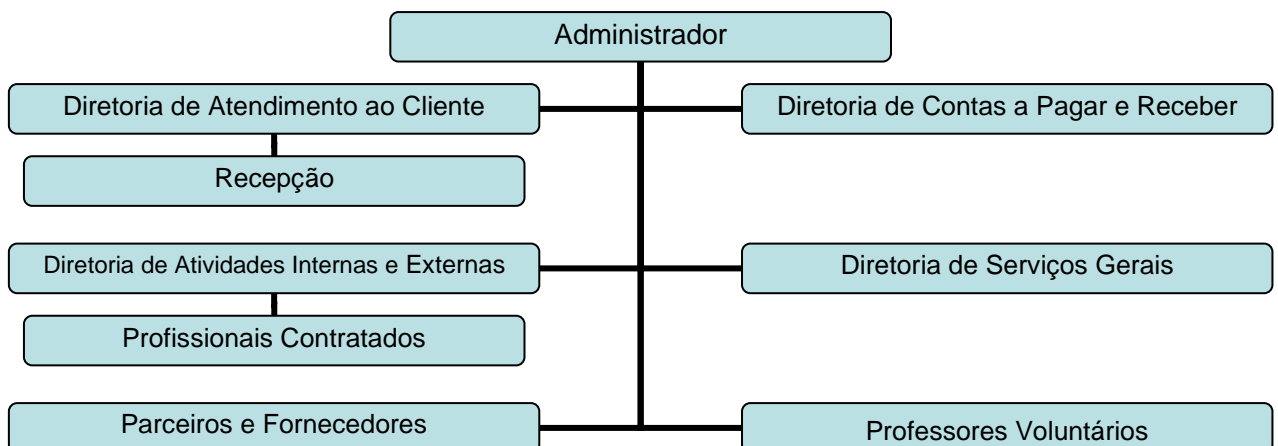 Administrador
Diretoria de Atendimento ao Cliente
Diretoria de Contas a Pagar e Receber
Recepção
Diretoria de Atividades Internas e Externas
Diretoria de Serviços Gerais
Profissionais Contratados
Parceiros e Fornecedores
Professores Voluntários